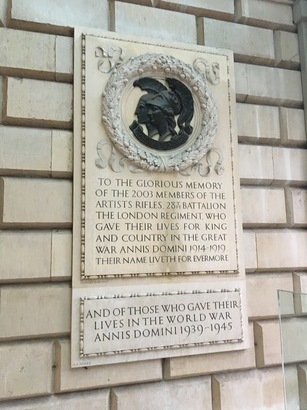 TO THE GLORIOUS MEMORY
OF THE 2003 MEMBERS OF THE
ARTISTS RIFLES, 28TH BATTALION
THE LONDON REGIMENT, WHO
GAVE THEIR LIVES FOR KING
AND COUNTRY IN THE GREAT
WAR ANNIS DOMINI 1914-1919
THEIR NAME LIVETH FOR EVERMORE
AND OF THOSE WHO GAVE THEIR
LIVES IN THE WORLD WAR
ANNIS DOMINI 1939-1945